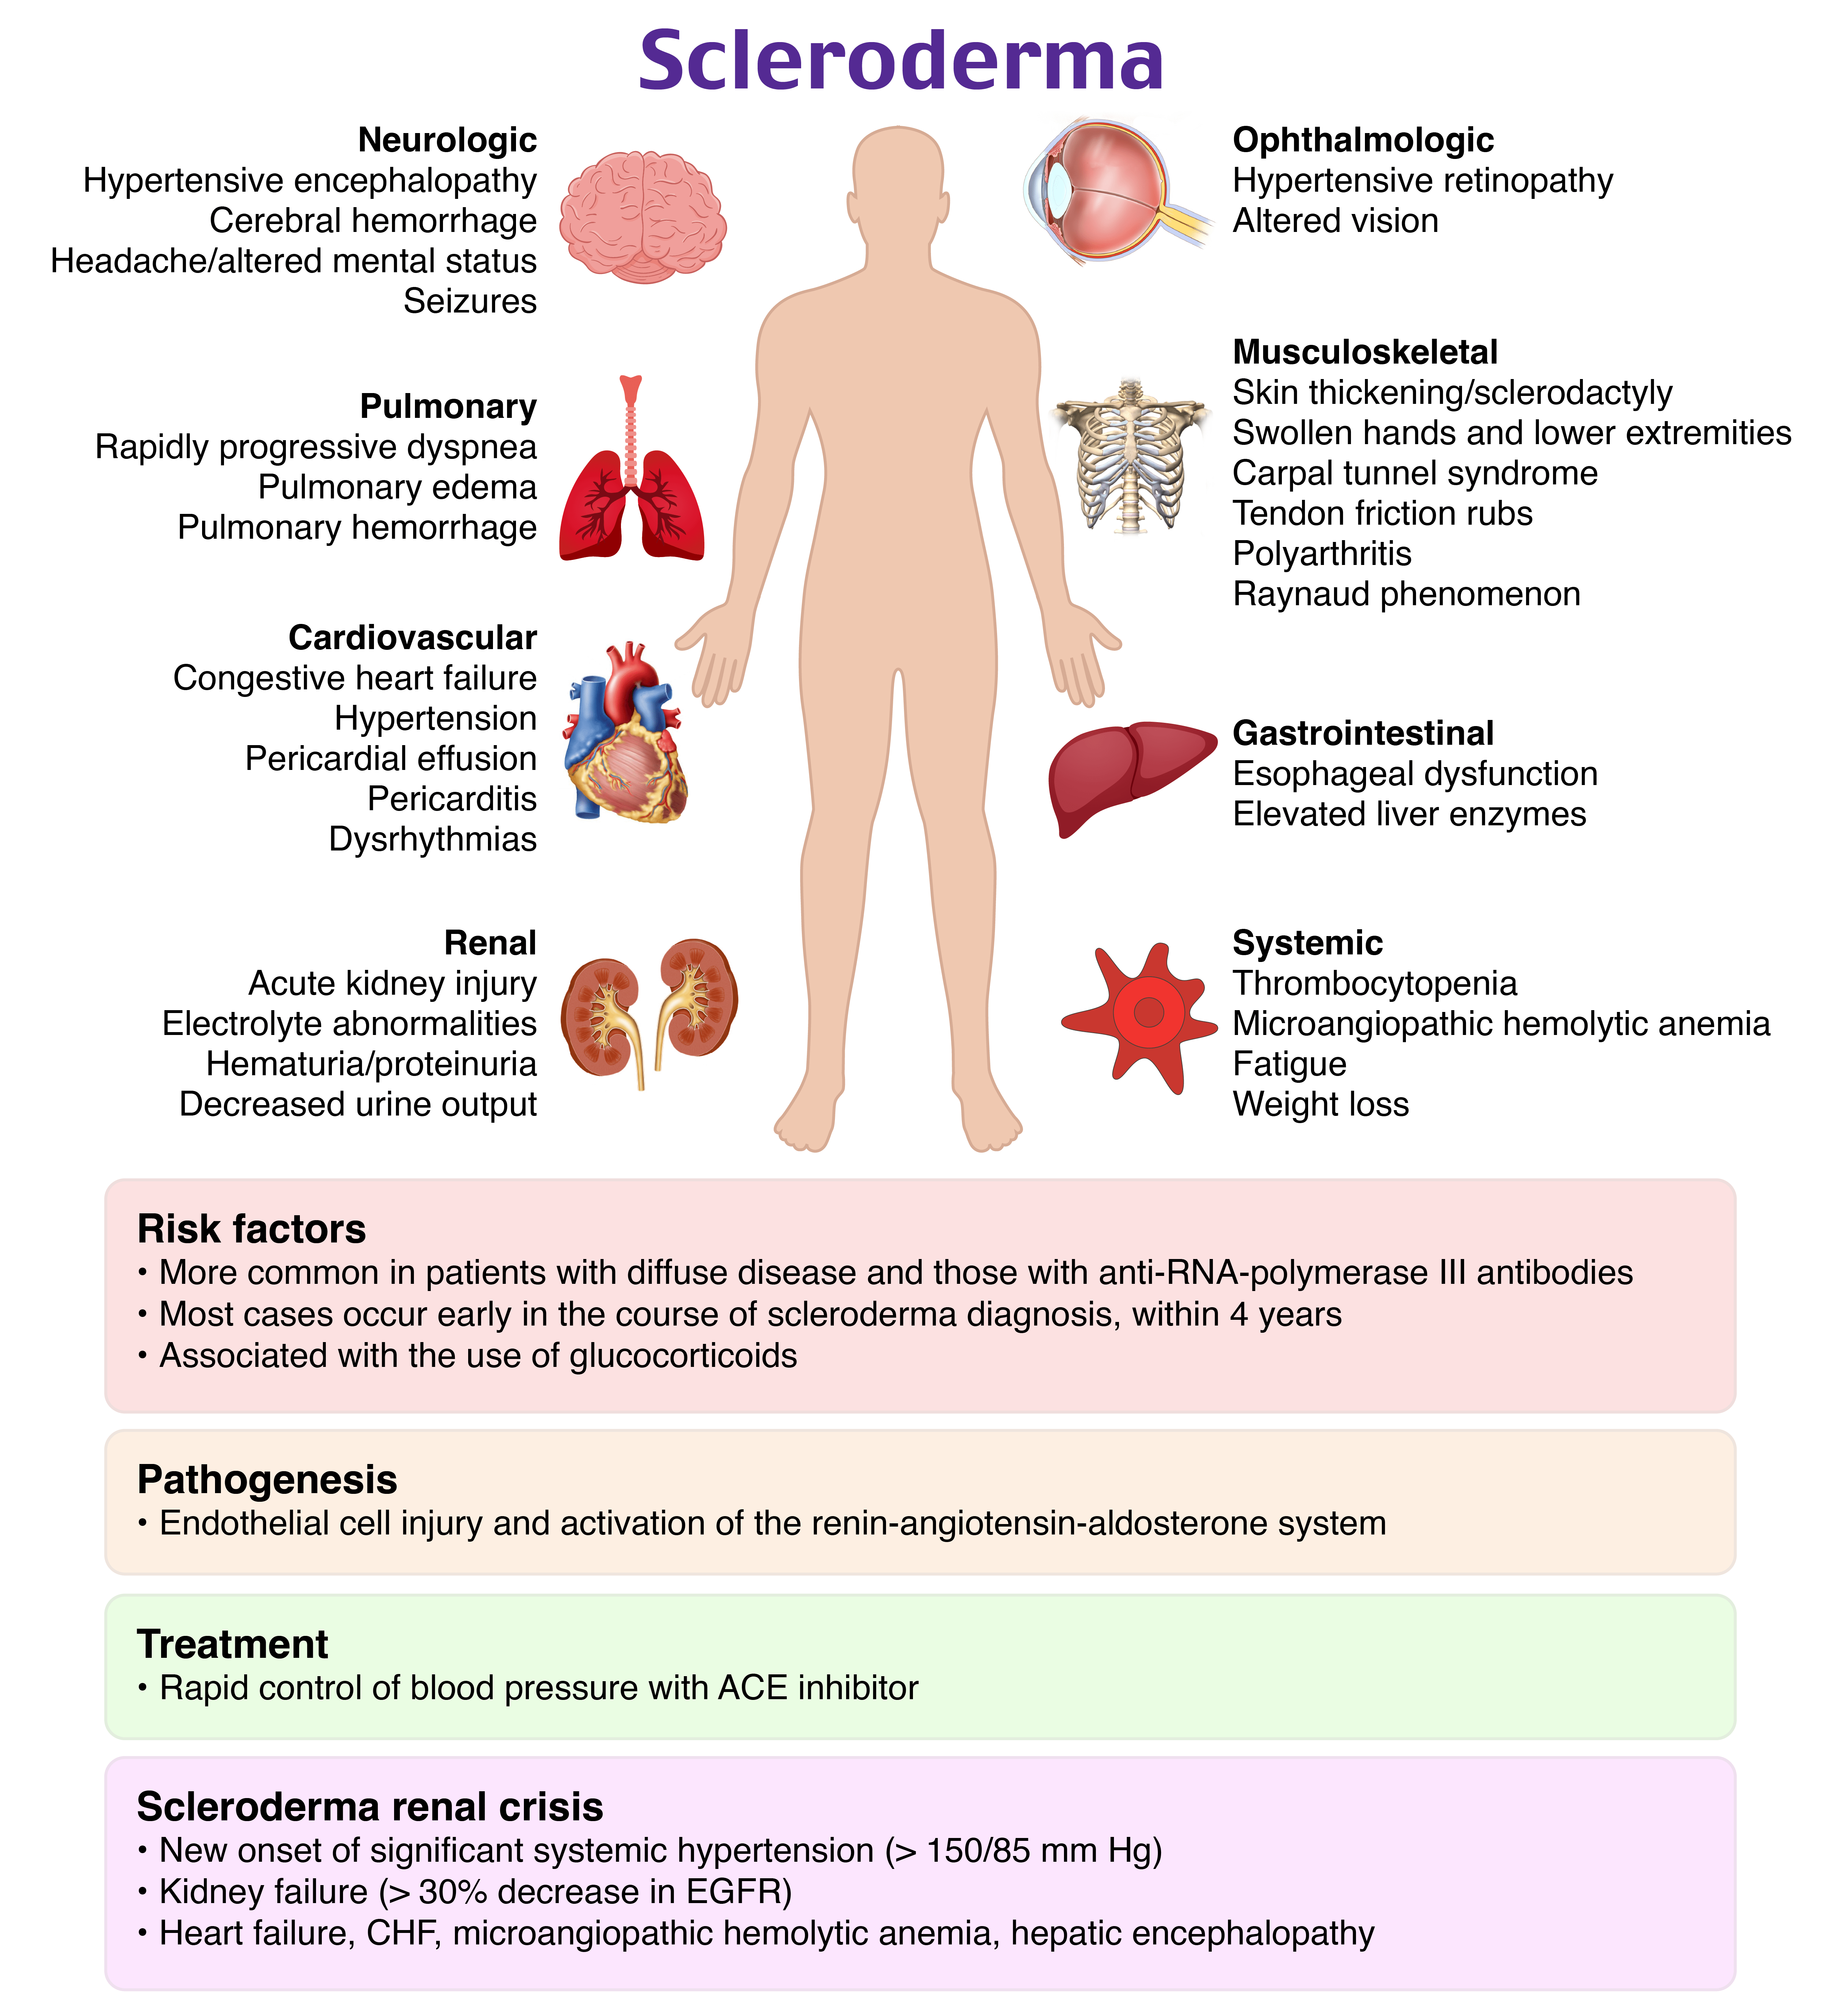 Scleroderma
Neurologic
Hypertensive encephalopathy
Cerebral hemorrhage
Headache/altered mental status
Seizures
Pulmonary
Rapidly progressive dyspnea
Pulmonary edema
Pulmonary hemorrhage
Cardiovascular
Congestive heart failure
Hypertension
Pericardial effusion
Pericarditis
Dysrhythmias
Renal
Acute kidney injury
Electrolyte abnormalities
Hematuria/proteinuria
Decreased urine output
Ophthalmologic
Hypertensive retinopathy
Altered vision
Musculoskeletal
Skin thickening/sclerodactyly
Swollen hands and lower extremities
Carpal tunnel syndrome
Tendon friction rubs
Polyarthritis
Raynaud phenomenon
Gastrointestinal
Esophageal dysfunction
Elevated liver enzymes
Systemic
Thrombocytopenia
Microangiopathic hemolytic anemia
Fatigue
Weight loss
Risk factors
• More common in patients with diffuse disease and those with anti-RNA-polymerase III antibodies
• Most cases occur early in the course of scleroderma diagnosis, within 4 years
• Associated with the use of glucocorticoids
Pathogenesis
• Endothelial cell injury and activation of the renin-angiotensin-aldosterone system
Treatment
• Rapid control of blood pressure with ACE inhibitor
Scleroderma renal crisis
• New onset of significant systemic hypertension (> 150/85 mm Hg)
• Kidney failure (> 30% decrease in EGFR)
• Heart failure, CHF, microangiopathic hemolytic anemia, hepatic encephalopathy